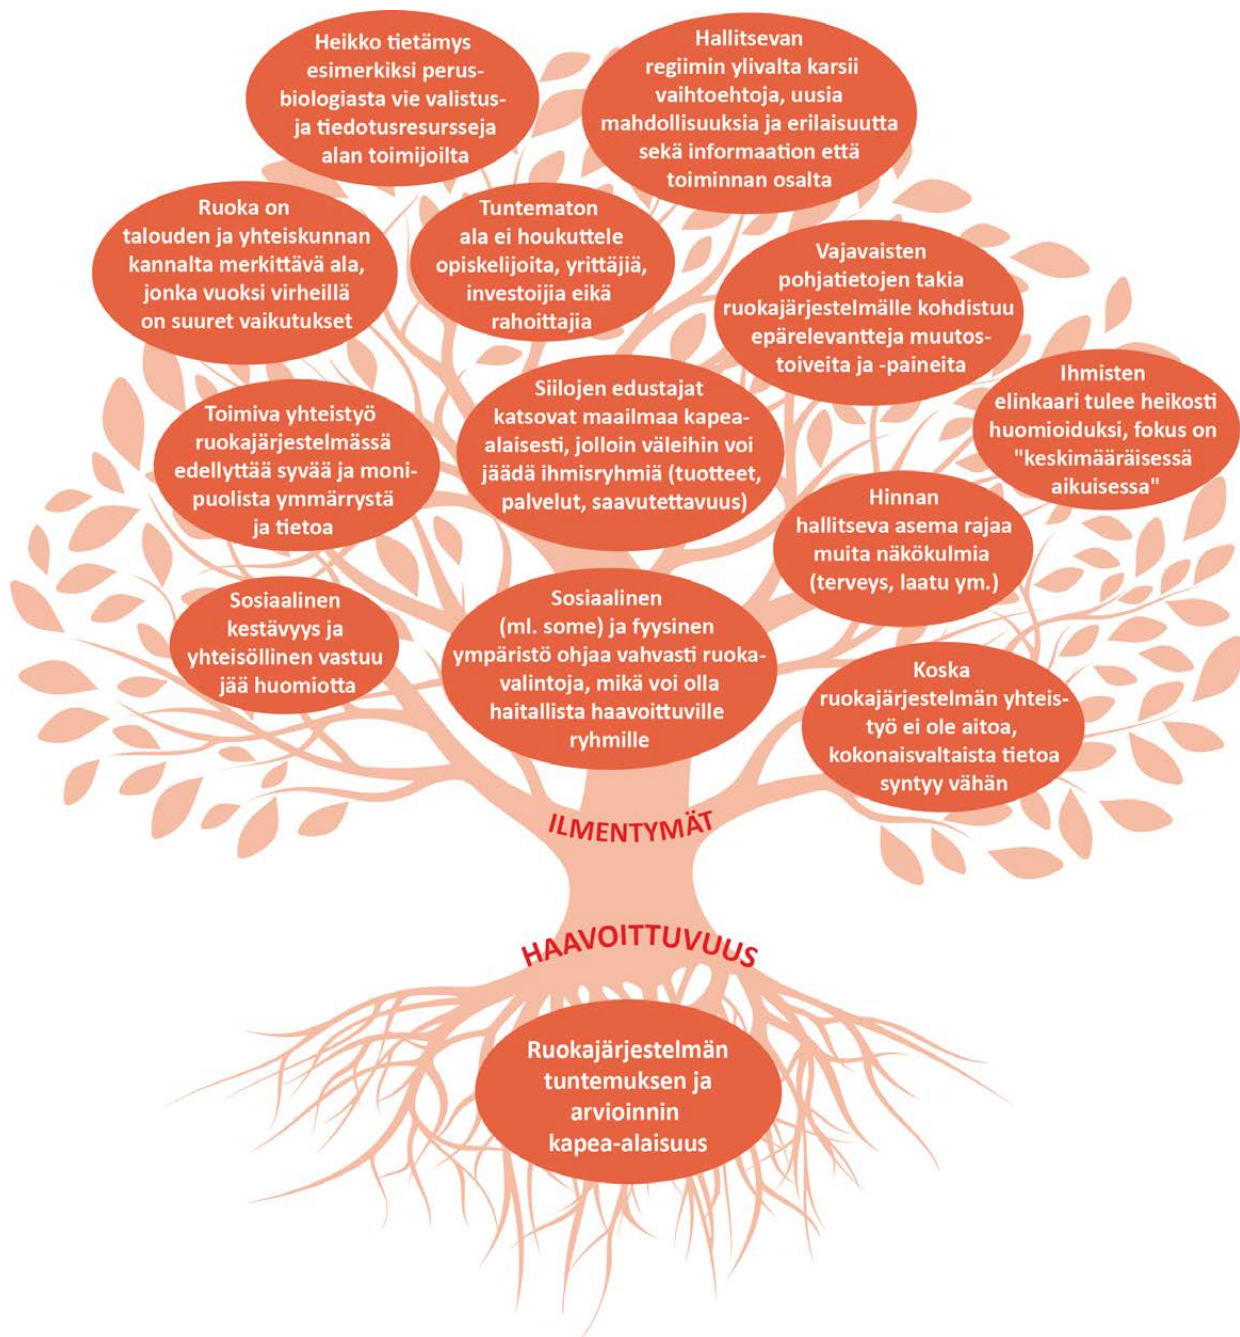 Heikko tietämys
esimerkiksi perus-
biologiasta vie valistus-
ja tiedotusresursseja
alan toimijoilta
Hallitsevan
regiimin ylivalta karsii
vaihtoehtoja, uusia
mahdollisuuksia ja erilaisuutta
sekä informaation että
toiminnan osalta
Ruoka on
talouden ja yhteiskunnan
kannalta merkittävä ala,
jonka vuoksi virheillä
on suuret vaikutukset
Tuntematon
ala ei houkuttele
opiskelijoita, yrittäjiä,
investoijia eikä
rahoittajia
Vajavaisten
pohjatietojen takia
ruokajärjestelmälle kohdistuu
epärelevantteja muutos-
toiveita ja -paineita
Ihmisten
elinkaari tulee heikosti
huomioiduksi, fokus on
"keskimääräisessä
aikuisessa"
Toimiva yhteistyö
ruokajärjestelmässä
edellyttää syvää ja moni-
puolista ymmärrystä
ja tietoa
Siilojen edustajat
katsovat maailmaa kapea-
alaisesti, jolloin väleihin voi
jäädä ihmisryhmiä (tuotteet,
palvelut, saavutettavuus)
Hinnan
hallitseva asema rajaa
muita näkökulmia
(terveys, laatu ym.)
Sosiaalinen
kestävyys ja
yhteisöllinen vastuu
jää huomiotta
Sosiaalinen
(ml. some) ja fyysinen
ympäristö ohjaa vahvasti ruoka-
valintoja, mikä voi olla
haitallista haavoittuville
ryhmille
Koska
ruokajärjestelmän yhteis-
työ ei ole aitoa,
kokonaisvaltaista tietoa
syntyy vähän
ILMENTYMÄT
HAAVOITTUVUUS
Ruokajärjestelmän
tuntemuksen ja
arvioinnin
kapea-alaisuus